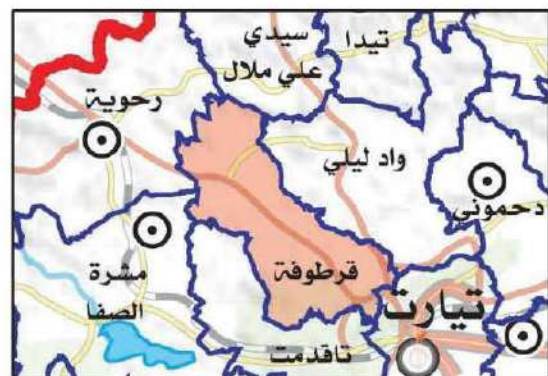 سيدي
علي ملال
تيدا
رحوية
واد ليلي
دحموني
مشرة
الصفا
قرطوفة
تيارت
تاقدمت